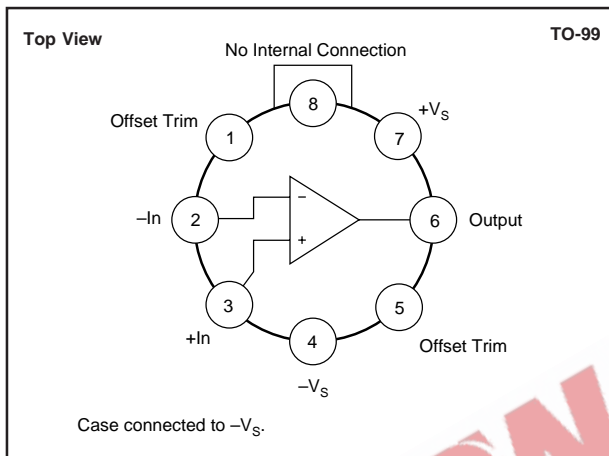 Top View
TO-99
No Internal Connection
Offset Trim
8
+VS
1
7
–In
2
–
6
Output
+
3
5
+In
4
Offset Trim
–VS
Case connected to –VS.